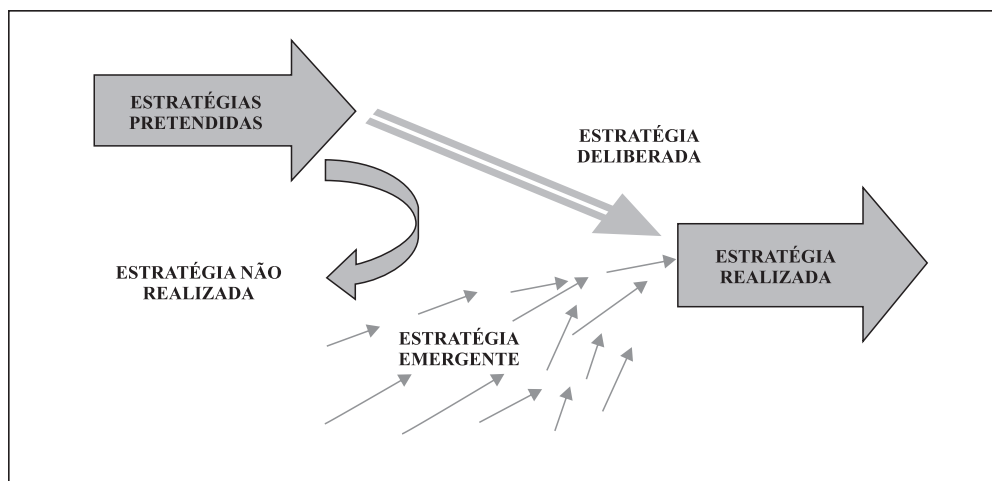 ESTRATÉGIAS
PRETENDIDAS
ESTRATÉGIA
DELIBERADA
ESTRATÉGIA NÃO
REALIZADA
ESTRATÉGIA
REALIZADA
ESTRATÉGIA
EMERGENTE